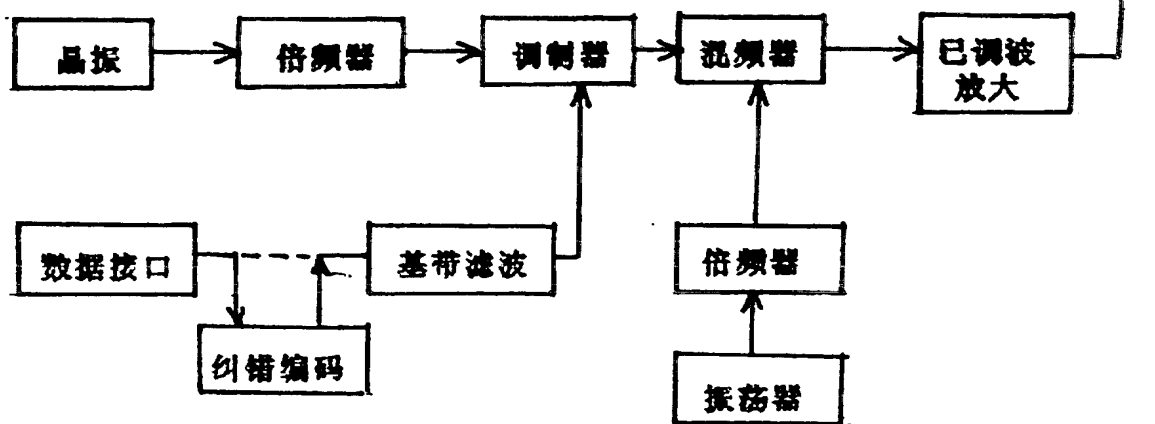 晶振
倍频器
调制器
混频器
已调波
放大
数据接口
基带滤波
倍频器
纠错编码
振荡器